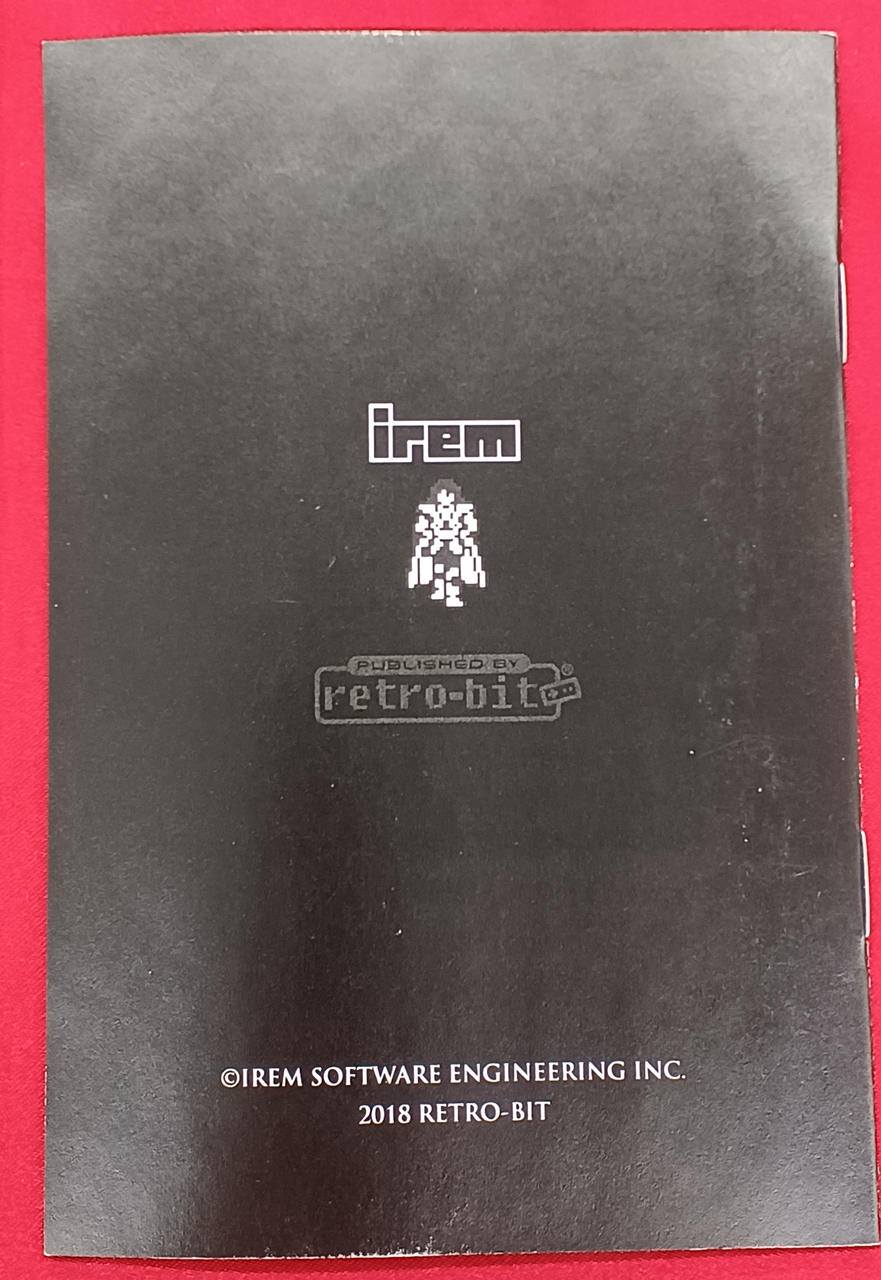 irem
PUBLISHED BY
retro-bit®
©IREM SOFTWARE ENGINEERING INC.
2018 RETRO-BIT